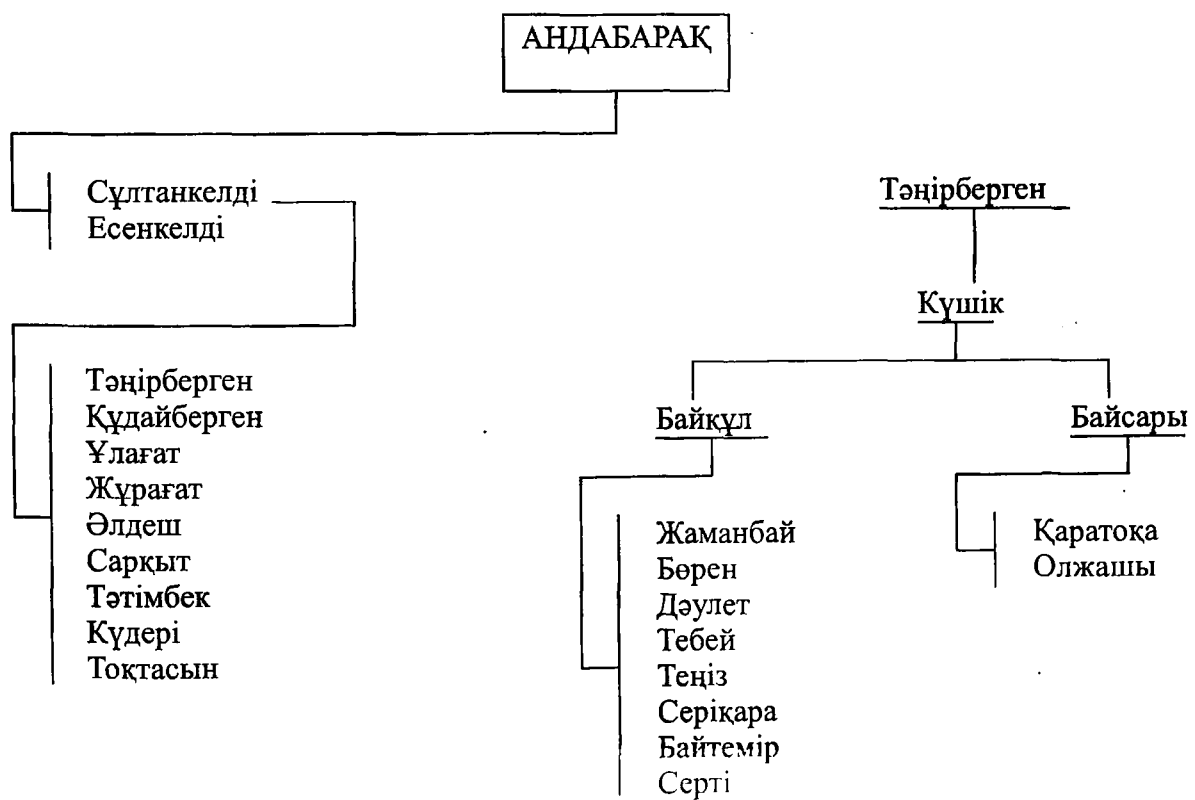 АНДАБАРАҚ
Сұлтанкелді
Есенкелді
Тәңірберген
Құдайберген
Ұлағат
Жұрағат
Әлдеш
Сарқыт
Тәтімбек
Күдері
Тоқтасын
Тәңірберген
Күшік
Байқұл
Байсары
Жаманбай
Бөрен
Дәулет
Тебей
Теңіз
Серіқара
Байтемір
Серті
Қаратоқа
Олжашы